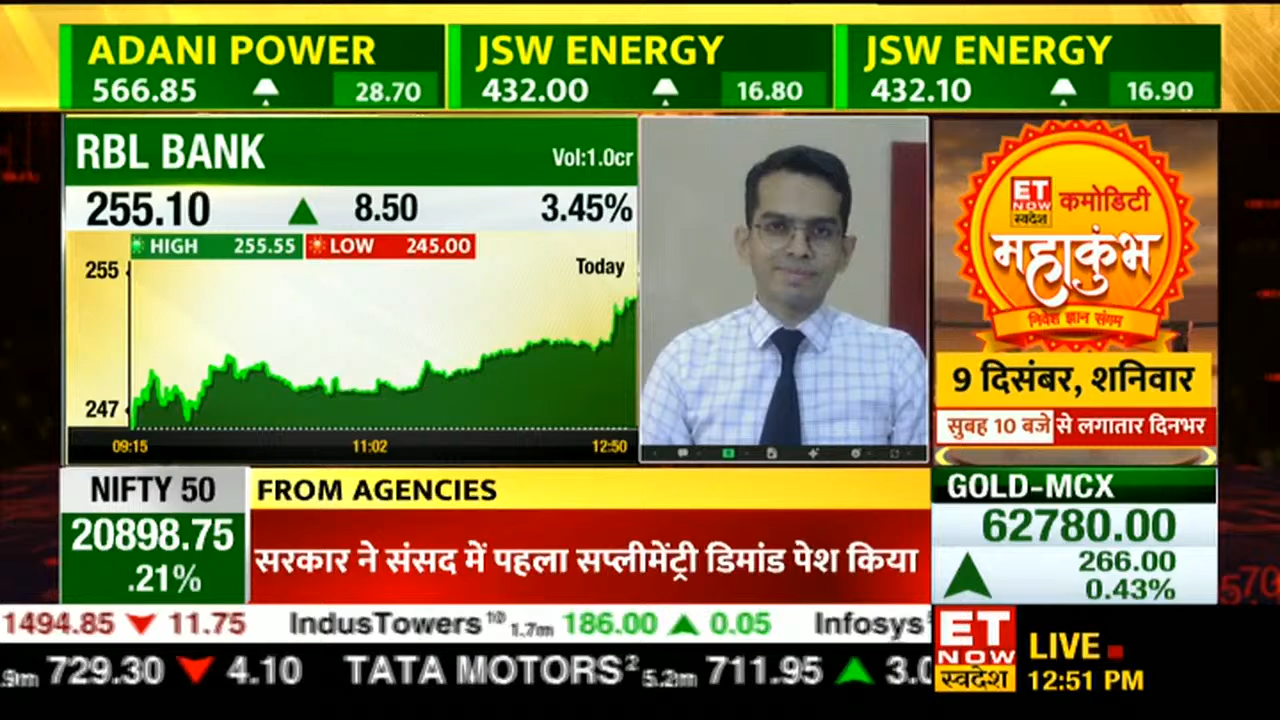 ADANI POWER
566.85 28.70
JSW ENERGY
432.00 16.80
JSW ENERGY
432.10 16.90
RBL BANK Vol:1.0cr
255.10 8.50 3.45%
HIGH 255.55 LOW 245.00
255
Today
247
09:15 11:02 12:50
ET NOW स्वदेश
कमोडिटी
महाकुंभ
निवेश ज्ञान संगम
9 दिसंबर, शनिवार
सुबह 10 बजे से लगातार दिनभर
NIFTY 50
20898.75
.21%
FROM AGENCIES
सरकार ने संसद में पहला सप्लीमेंट्री डिमांड पेश किया
GOLD-MCX
62780.00
266.00
0.43%
1494.85 11.75 IndusTowers 1.7m 186.00 0.05 Infosys
.9m 729.30 4.10 TATA MOTORS² 5.2m 711.95 3.0
ET NOW स्वदेश
LIVE
12:51 PM